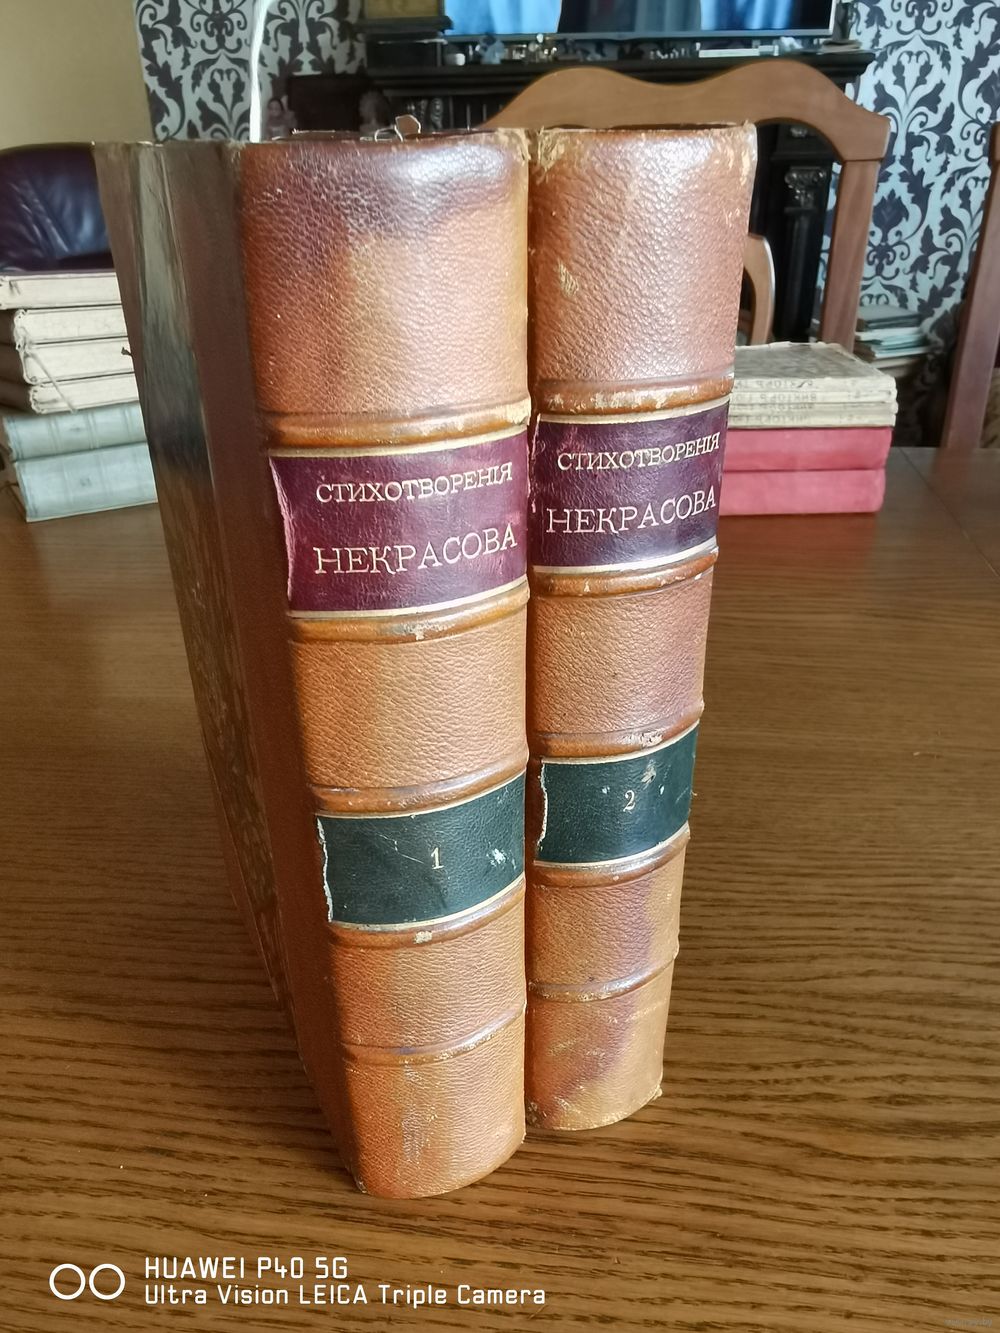 СТИХОТВОРЕНІЯ
НЕКРАСОВА
1
СТИХОТВОРЕНІЯ
НЕКРАСОВА
2
HUAWEI P40 5G
Ultra Vision LEICA Triple Camera